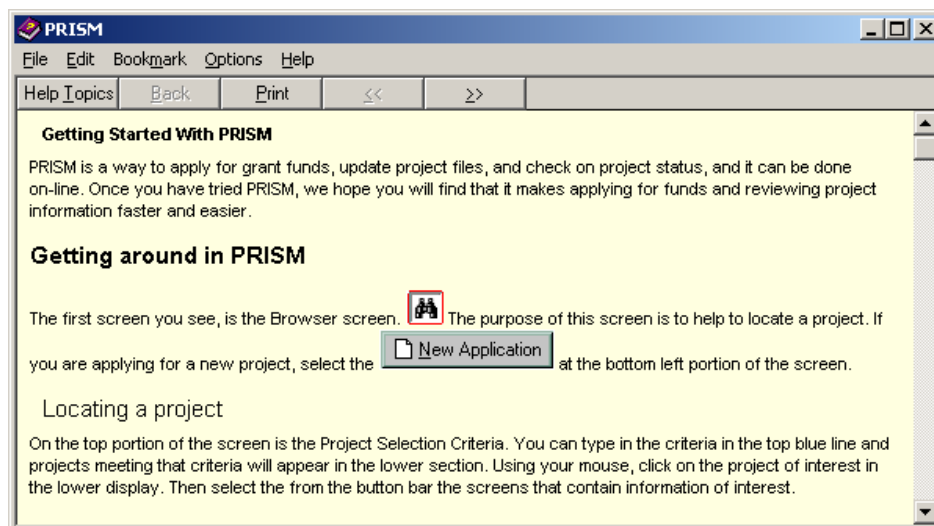 PRISM
File Edit Bookmark Options Help
Help Topics Back Print << >>
Getting Started With PRISM
PRISM is a way to apply for grant funds, update project files, and check on project status, and it can be done
on-line. Once you have tried PRISM, we hope you will find that it makes applying for funds and reviewing project
information faster and easier.
Getting around in PRISM
The first screen you see, is the Browser screen. The purpose of this screen is to help to locate a project. If
you are applying for a new project, select the New Application at the bottom left portion of the screen.
Locating a project
On the top portion of the screen is the Project Selection Criteria. You can type in the criteria in the top blue line and
projects meeting that criteria will appear in the lower section. Using your mouse, click on the project of interest in
the lower display. Then select the from the button bar the screens that contain information of interest.